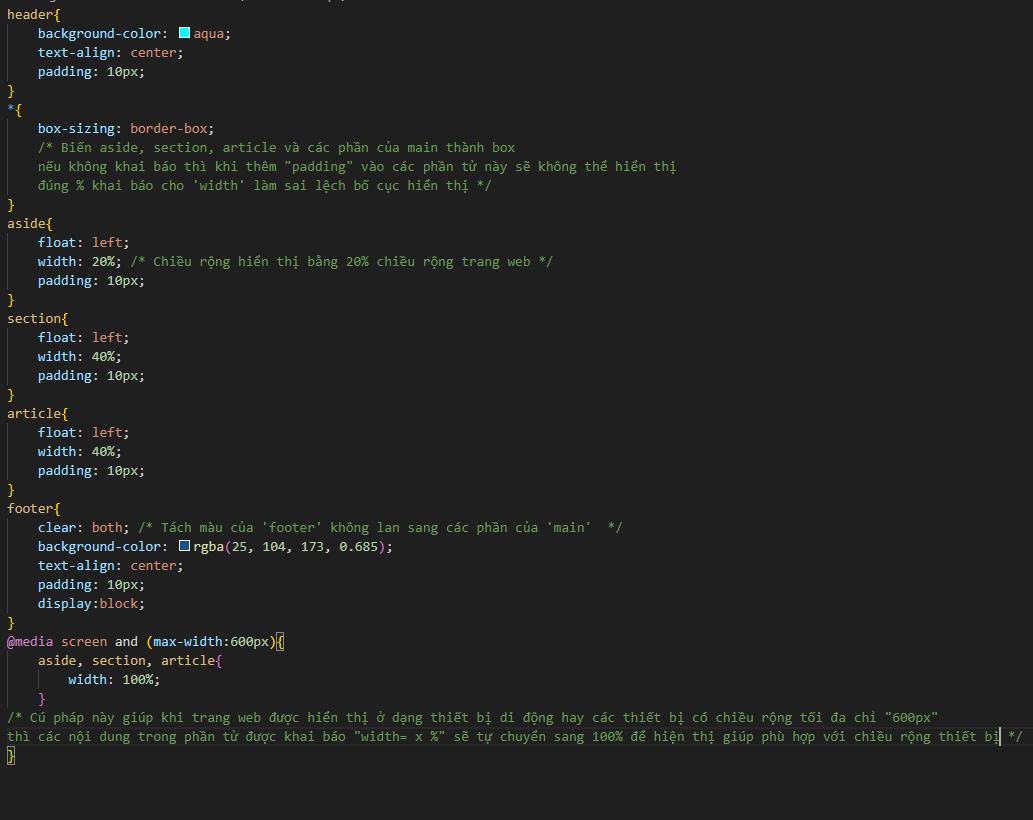 header{
    background-color: aqua;
    text-align: center;
    padding: 10px;
}
*{
    box-sizing: border-box;
    /* Biến aside, section, article và các phần của main thành box
    nếu không khai báo thì khi thêm "padding" vào các phần tử này sẽ không thể hiển thị
    đúng % khai báo cho 'width' làm sai lệch bố cục hiển thị */
}
aside{
    float: left;
    width: 20%; /* Chiều rộng hiển thị bằng 20% chiều rộng trang web */
    padding: 10px;
}
section{
    float: left;
    width: 40%;
    padding: 10px;
}
article{
    float: left;
    width: 40%;
    padding: 10px;
}
footer{
    clear: both; /* Tách màu của 'footer' không lan sang các phần của 'main'  */
    background-color: rgba(25, 104, 173, 0.685);
    text-align: center;
    padding: 10px;
    display:block;
}
@media screen and (max-width:600px){
    aside, section, article{
        width: 100%;
    }
/* Cú pháp này giúp khi trang web được hiển thị ở dạng thiết bị di động hay các thiết bị có chiều rộng tối đa chỉ "600px"
thì các nội dung trong phần tử được khai báo "width= x %" sẽ tự chuyển sang 100% để hiện thị giúp phù hợp với chiều rộng thiết bị */
}